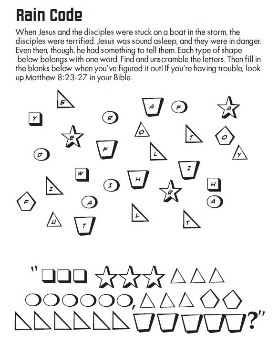 Rain Code
When Jesus and the disciples were stuck on a boat in the storm, the
disciples were terrified. Jesus was sound asleep, and they were in danger.
Even then, though, he had something to tell them. Each type of shape
below belongs with one word. Find and unscramble the letters. Then fill in
the blanks below when you've figured it out! If you're having trouble, look
up Matthew 8:23-27 in your Bible.
Y
R
A
F
O
T
O
D
F
L
I
H
I
I
A
H
A
F
U
T
L
L
T
" , ?"